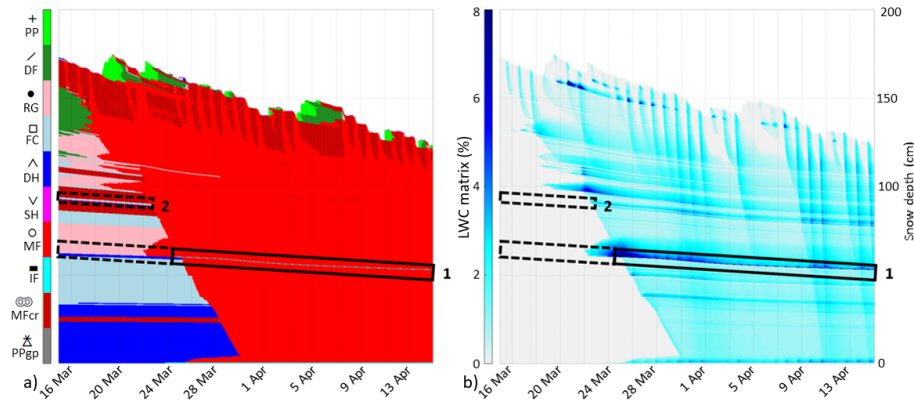 +
PP
/
DF
●
RG
□
FC
∧
DH
∨
SH
○
MF
▬
IF
MFcr
PPgp
2
1
a)
16 Mar
20 Mar
24 Mar
28 Mar
1 Apr
5 Apr
9 Apr
13 Apr
LWC matrix (%)
8
6
4
2
0
2
1
b)
16 Mar
20 Mar
24 Mar
28 Mar
1 Apr
5 Apr
9 Apr
13 Apr
200
150
100
50
0
Snow depth (cm)